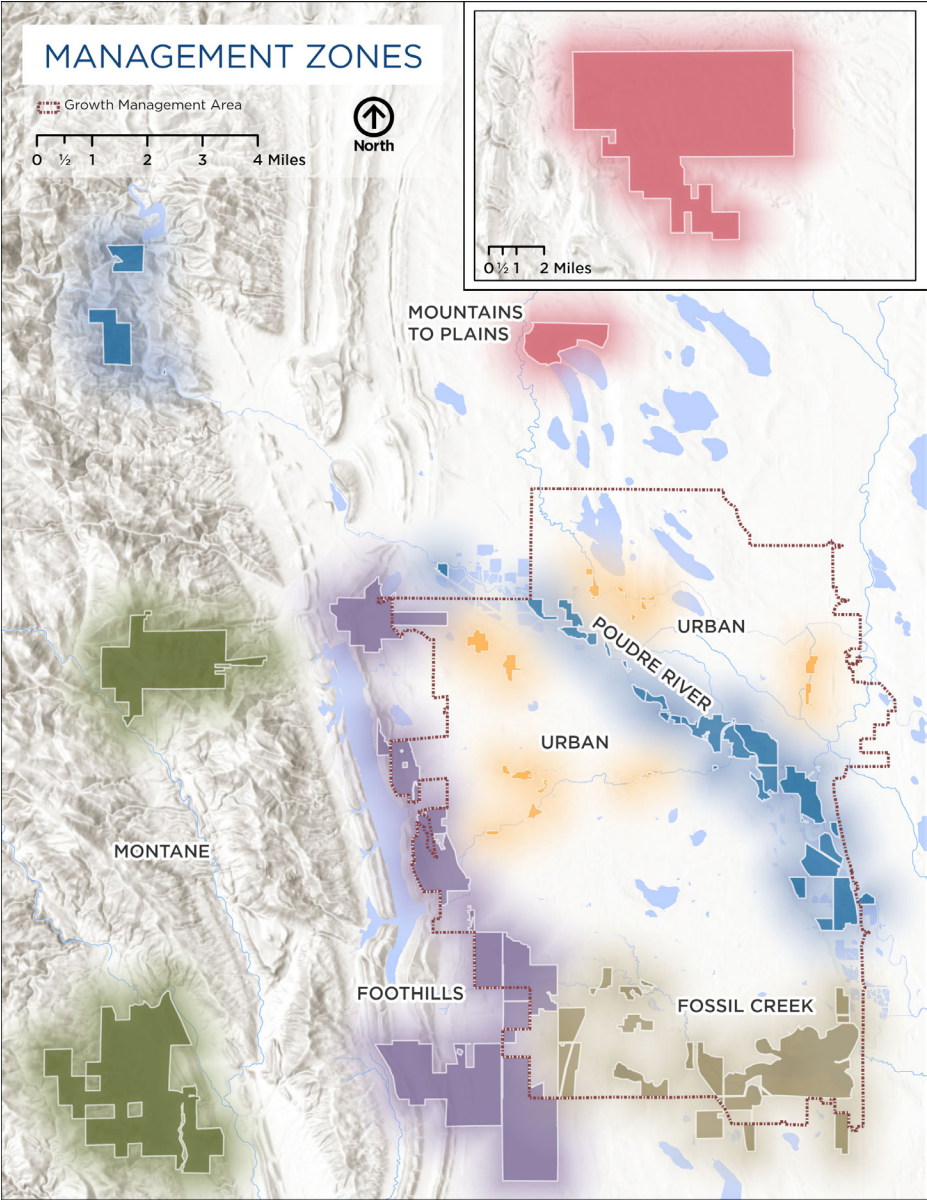 MANAGEMENT ZONES
Growth Management Area
North
0 ½ 1 2 3 4 Miles
0 ½ 1 2 Miles
MOUNTAINS
TO PLAINS
URBAN
POUDRE RIVER
URBAN
MONTANE
FOOTHILLS
FOSSIL CREEK